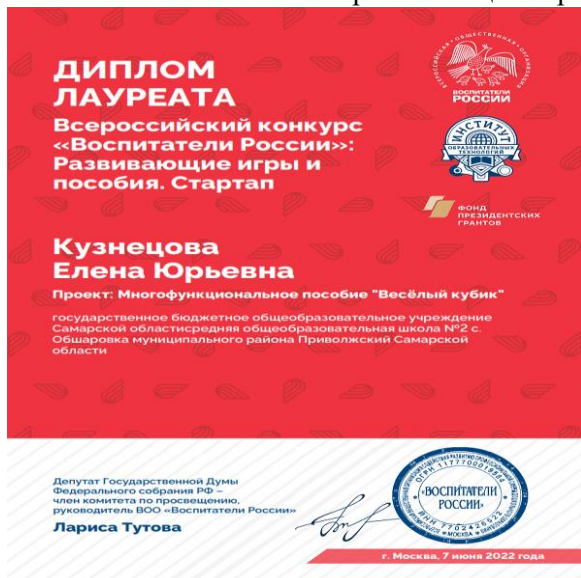 ДИПЛОМ
ЛАУРЕАТА
Всероссийский конкурс
«Воспитатели России»:
Развивающие игры и
пособия. Стартап
ВОСПИТАТЕЛИ
РОССИИ
ИНСТИТУТ
ОБРАЗОВАТЕЛЬНЫХ
ТЕХНОЛОГИЙ
ФОНД
ПРЕЗИДЕНТСКИХ
ГРАНТОВ
Кузнецова
Елена Юрьевна
Проект: Многофункциональное пособие "Весёлый кубик"
государственное бюджетное общеобразовательное учреждение
Самарской областисредняя общеобразовательная школа №2 с.
Обшаровка муниципального района Приволжский Самарской
области
Депутат Государственной Думы
Федерального собрания РФ –
член комитета по просвещению,
руководитель ВОО «Воспитатели России»
Лариса Тутова
«ВОСПИТАТЕЛИ
РОССИИ»
г. Москва, 7 июня 2022 года